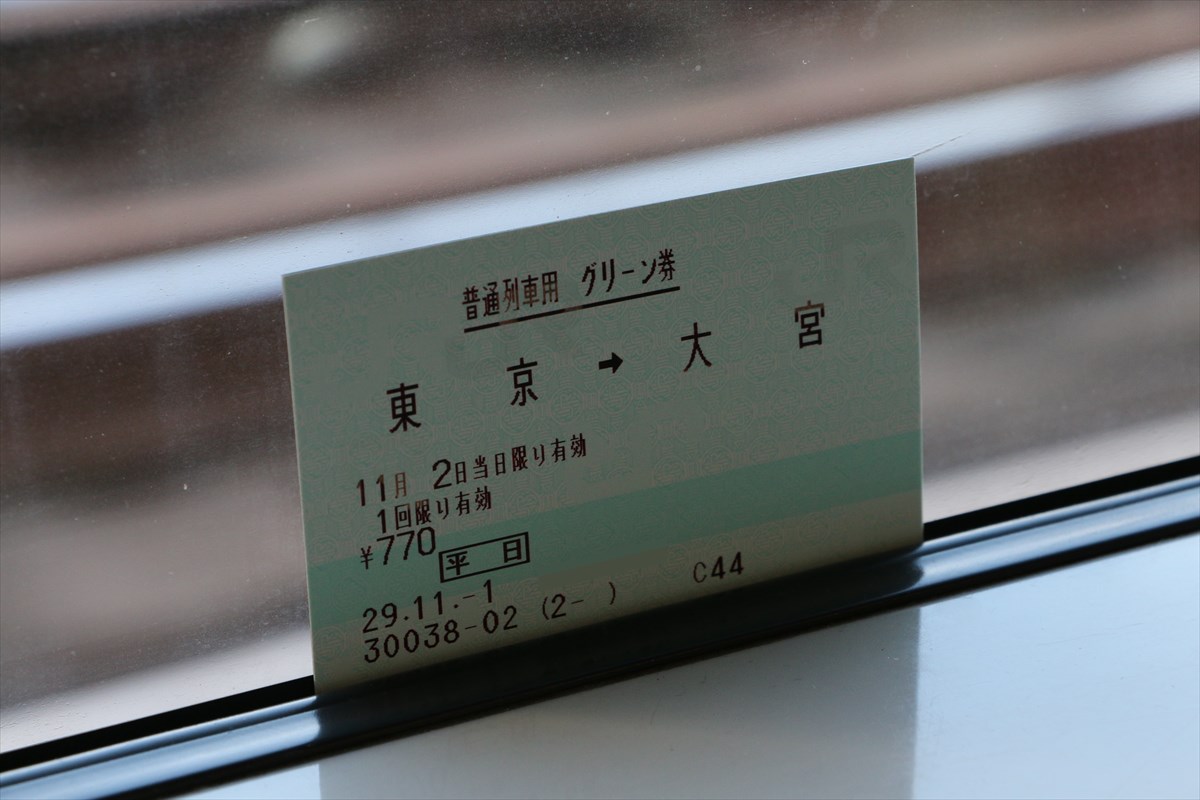 普通列車用 グリーン券
東京→大宮
11月 2日当日限り有効
1回限り有効
¥770 平日
29.11.-1
30038-02 (2- ) C44